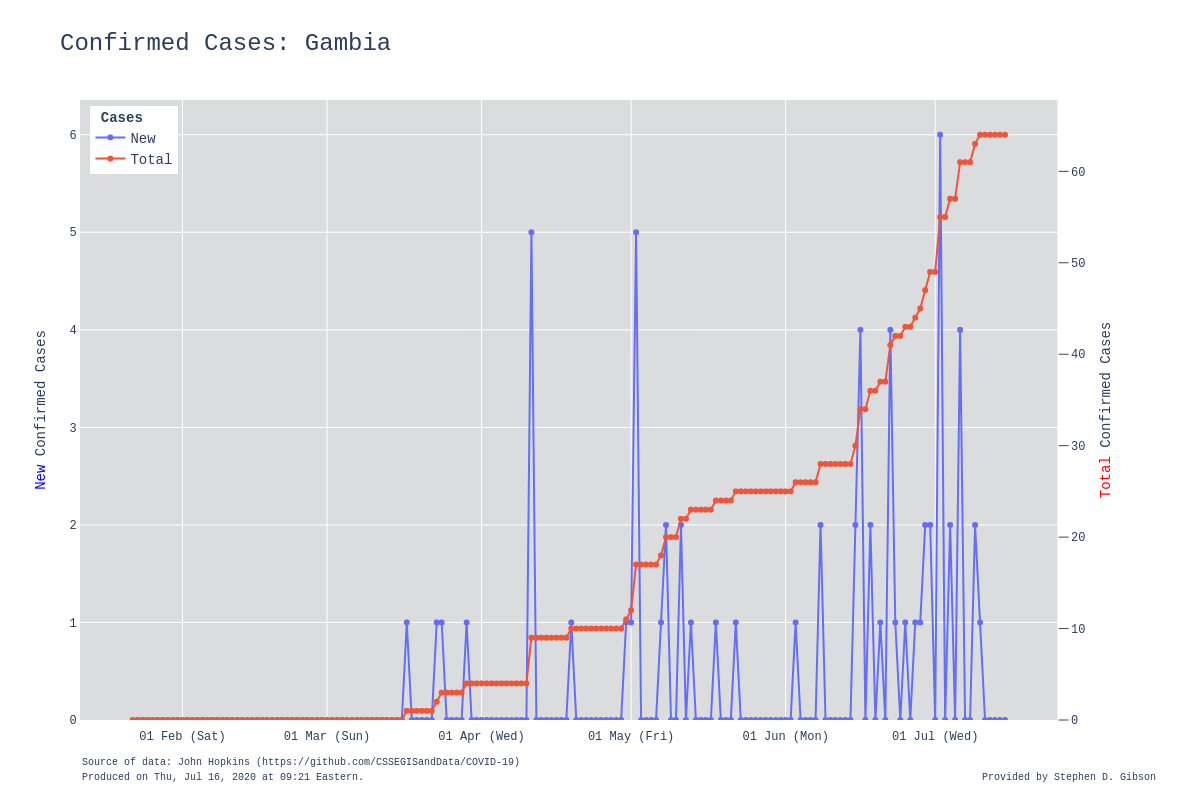 Confirmed Cases: Gambia
Cases
New
Total
6
5
4
3
2
1
0
60
50
40
30
20
10
0
New Confirmed Cases
Total Confirmed Cases
01 Feb (Sat)
01 Mar (Sun)
01 Apr (Wed)
01 May (Fri)
01 Jun (Mon)
01 Jul (Wed)
Source of data: John Hopkins (https://github.com/CSSEGISandData/COVID-19)
Produced on Thu, Jul 16, 2020 at 09:21 Eastern.
Provided by Stephen D. Gibson